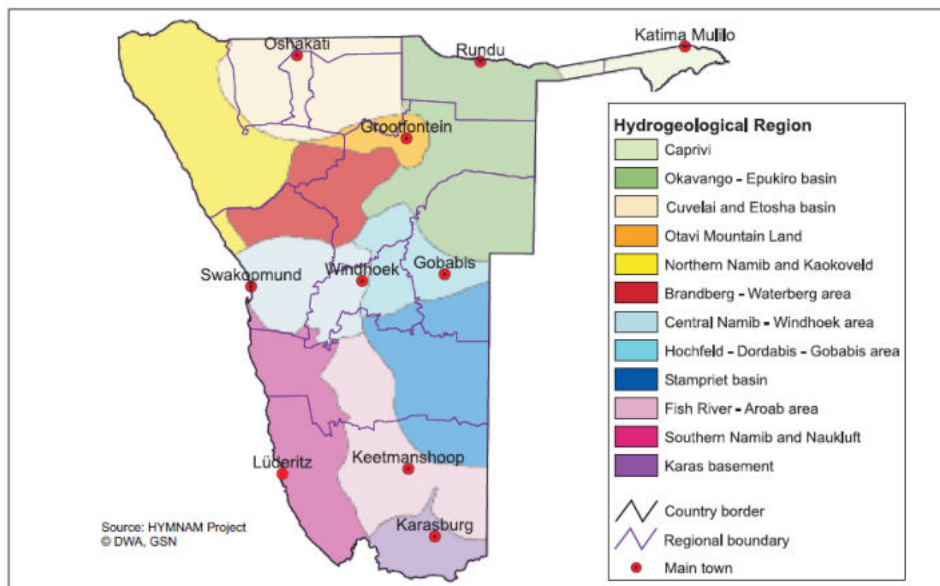 Katima Mulilo
Oshakati
Rundu
Grootfontein
Swakopmund
Windhoek
Gobabis
Lüderitz
Keetmanshoop
Karasburg
Source: HYMNAM Project
© DWA, GSN
Hydrogeological Region
Caprivi
Okavango - Epukiro basin
Cuvelai and Etosha basin
Otavi Mountain Land
Northern Namib and Kaokoveld
Brandberg - Waterberg area
Central Namib - Windhoek area
Hochfeld - Dordabis - Gobabis area
Stampriet basin
Fish River - Aroab area
Southern Namib and Naukluft
Karas basement
Country border
Regional boundary
Main town